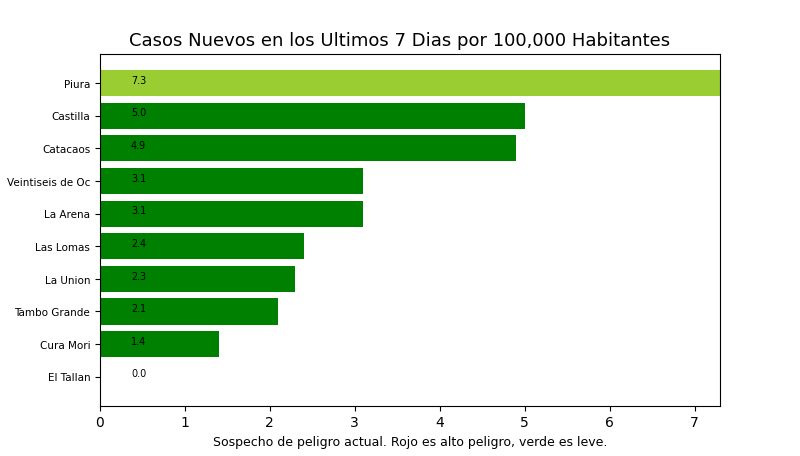 Casos Nuevos en los Ultimos 7 Dias por 100,000 Habitantes
Piura 7.3
Castilla 5.0
Catacaos 4.9
Veintiseis de Oc 3.1
La Arena 3.1
Las Lomas 2.4
La Union 2.3
Tambo Grande 2.1
Cura Mori 1.4
El Tallan 0.0
0 1 2 3 4 5 6 7
Sospecho de peligro actual. Rojo es alto peligro, verde es leve.